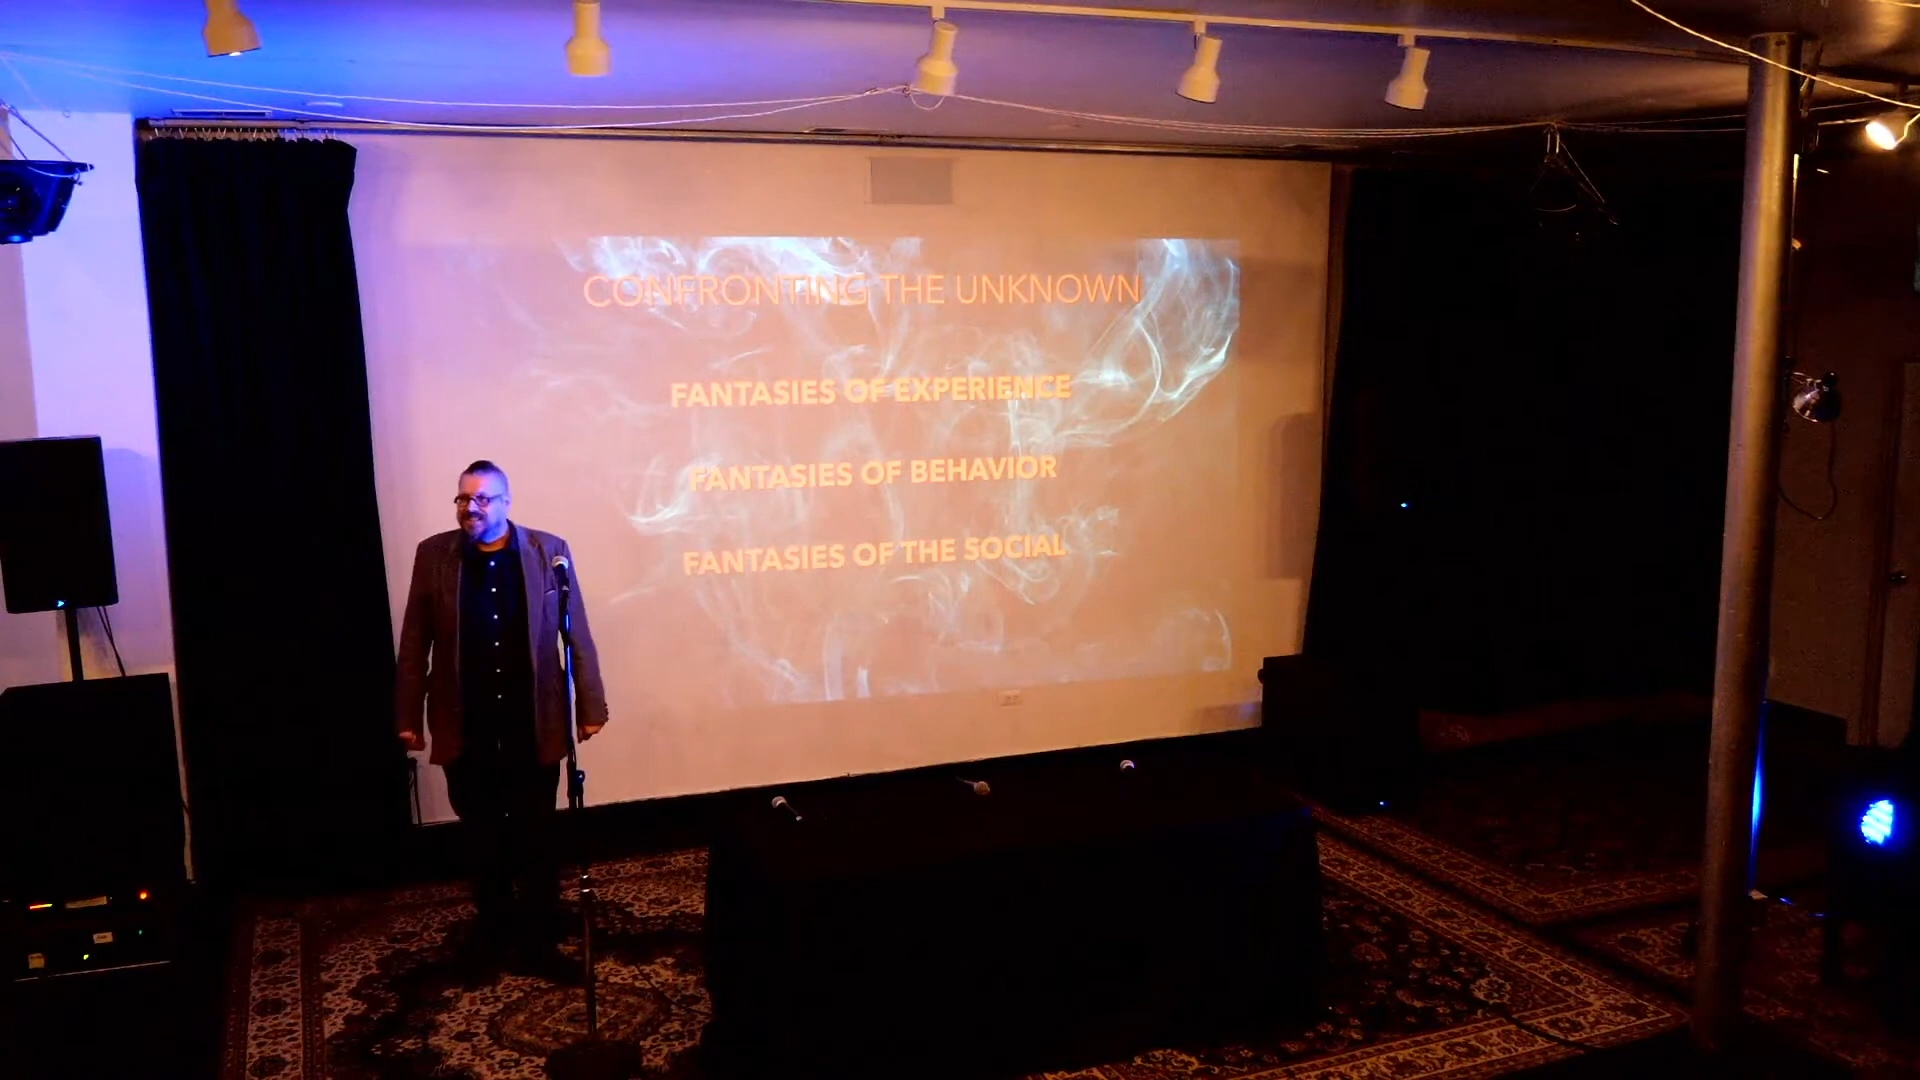 CONFRONTING THE UNKNOWN
FANTASIES OF EXPERIENCE
FANTASIES OF BEHAVIOR
FANTASIES OF THE SOCIAL